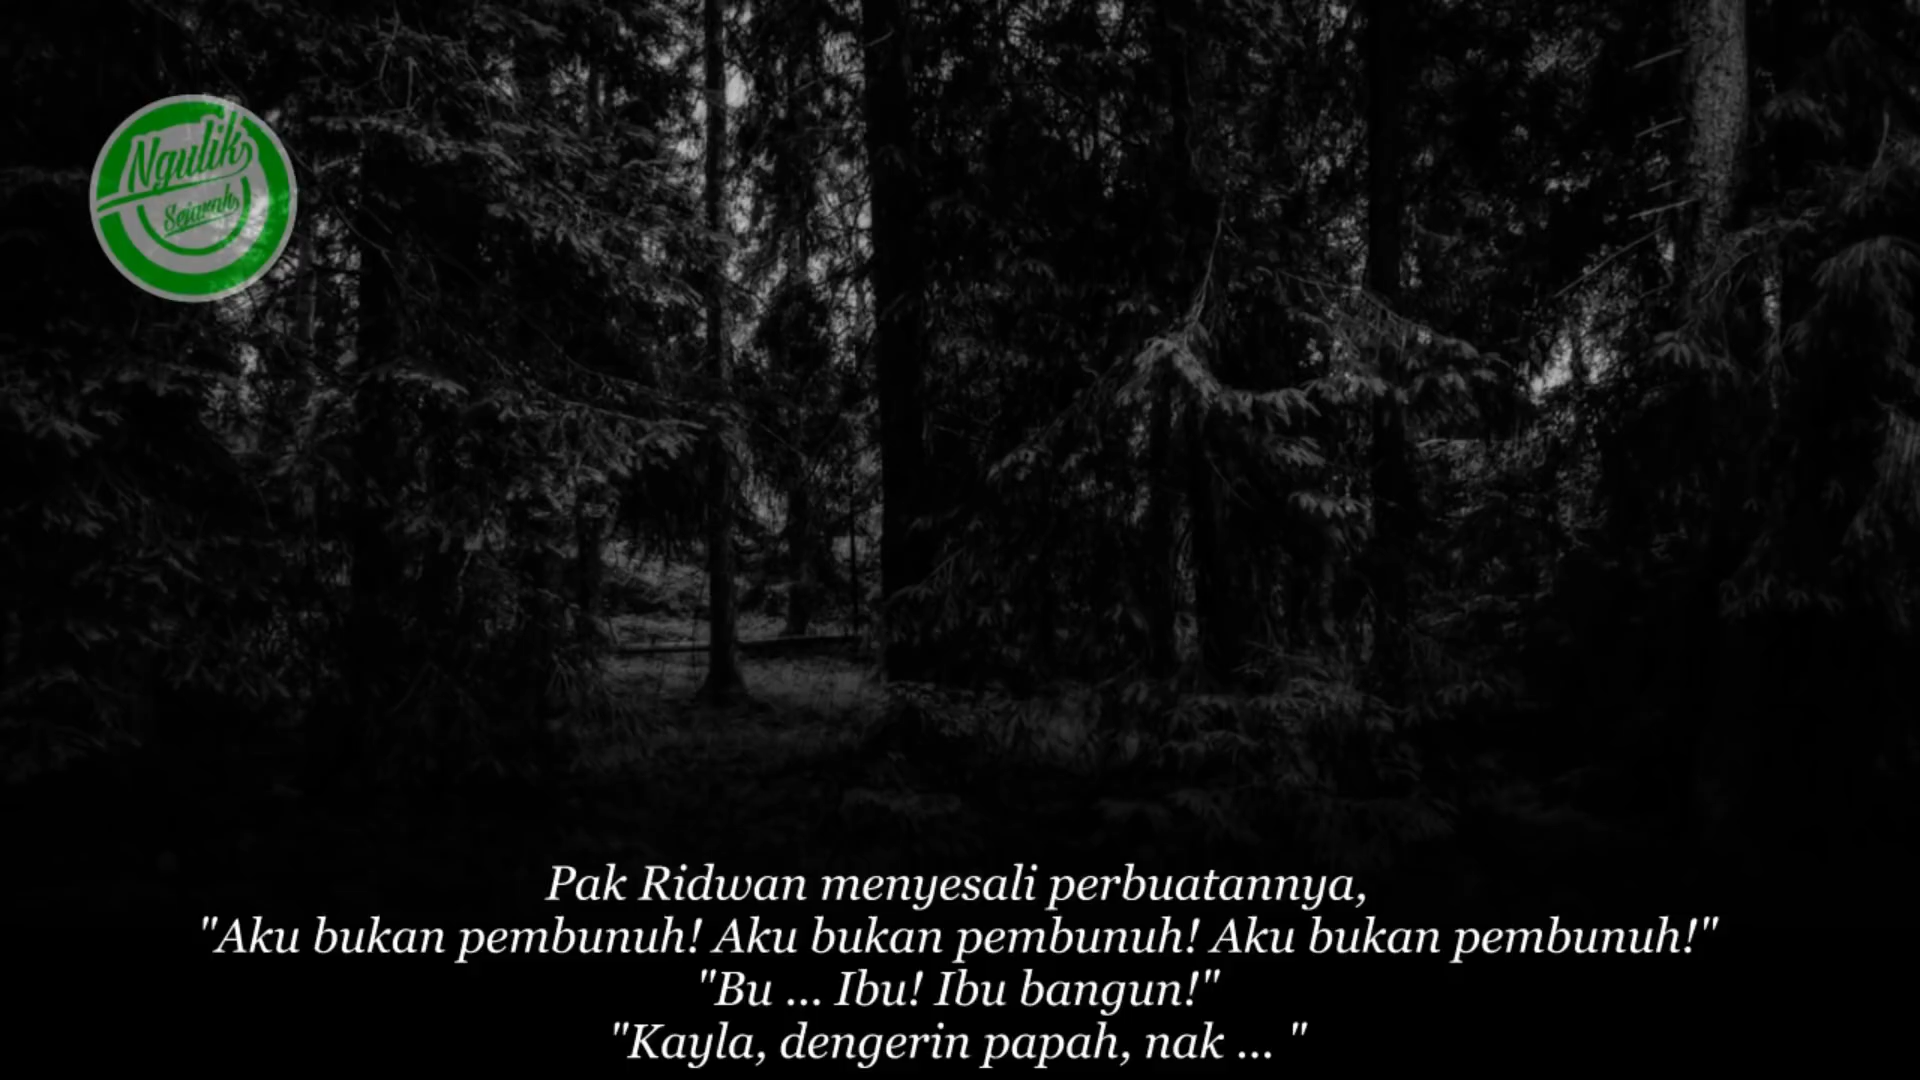 Ngulik
Sejarah
Pak Ridwan menyesali perbuatannya,
"Aku bukan pembunuh! Aku bukan pembunuh! Aku bukan pembunuh!"
"Bu ... Ibu! Ibu bangun!"
"Kayla, dengerin papah, nak ... "